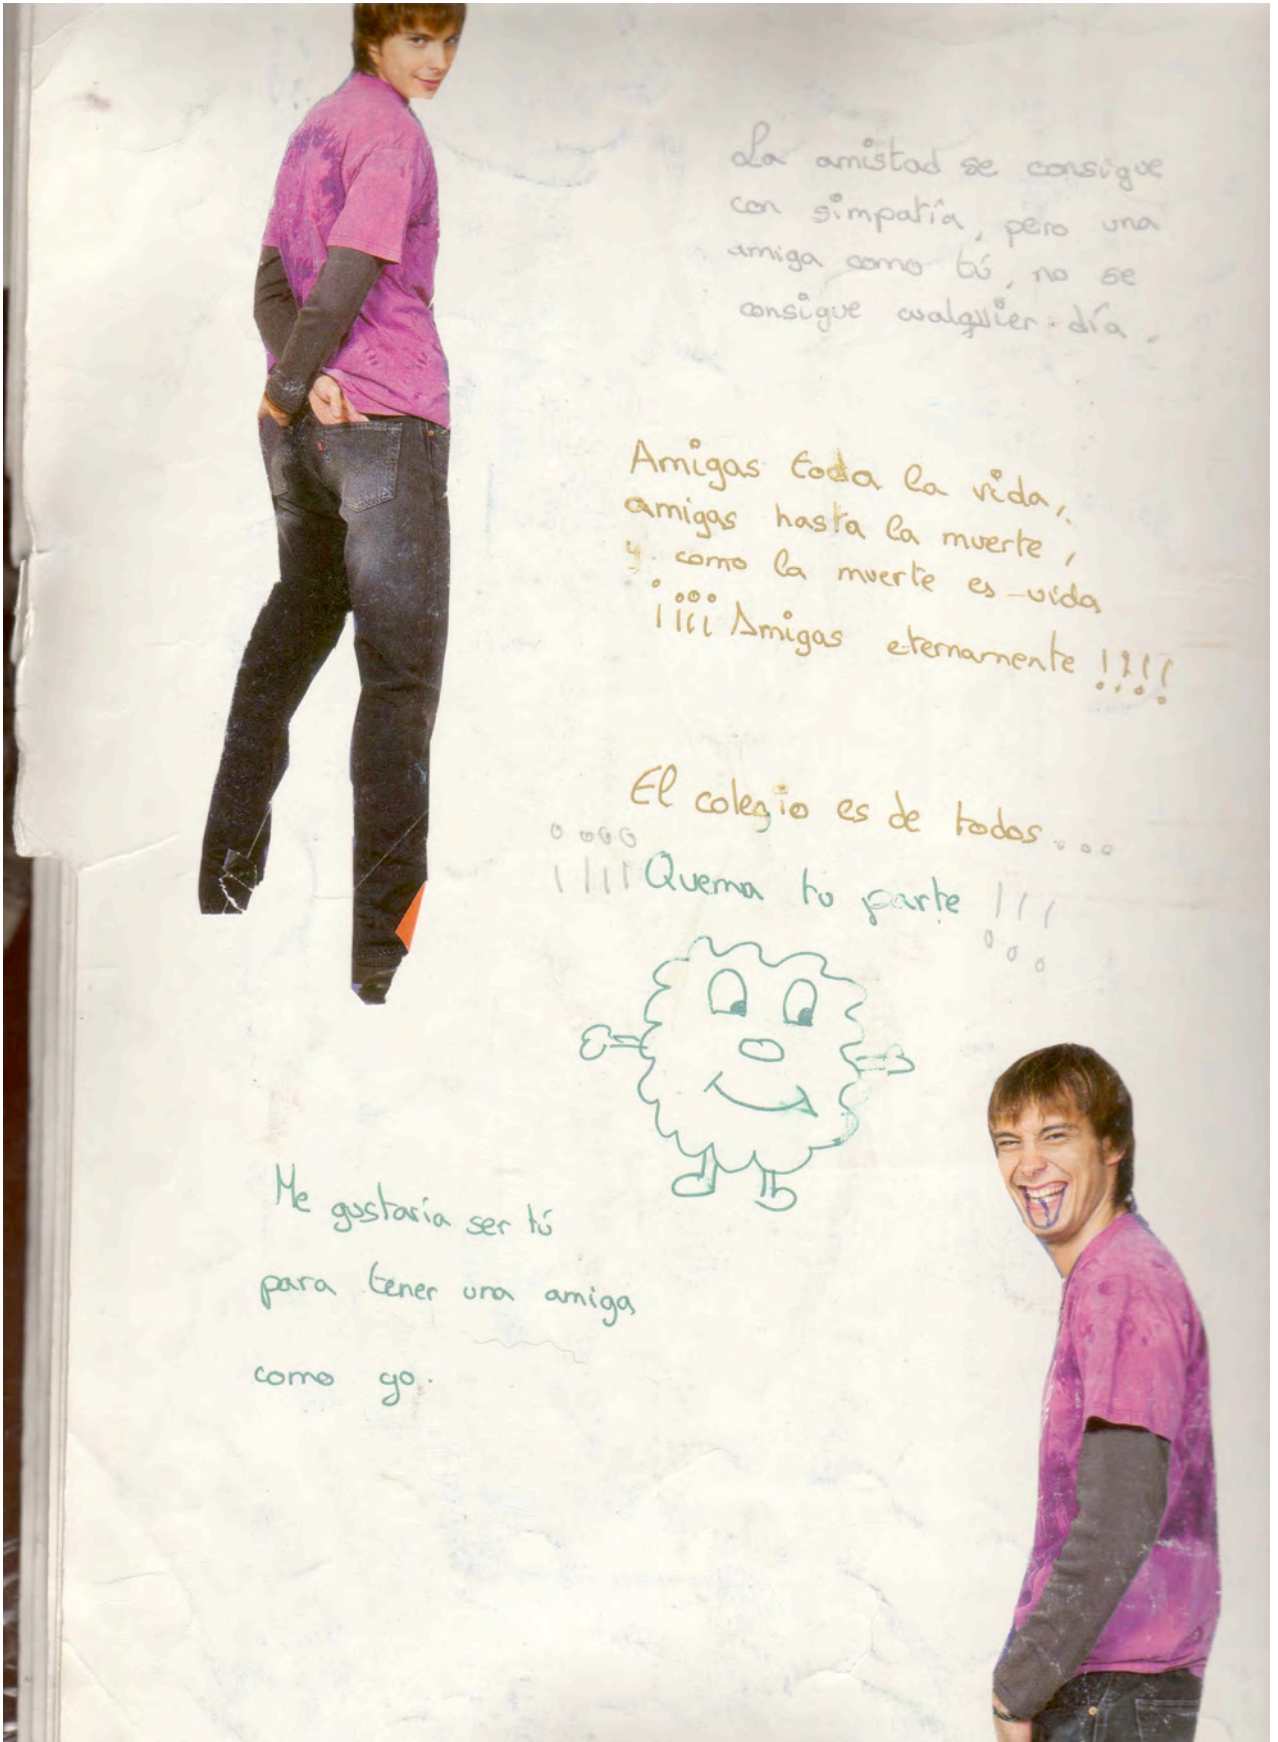 La amistad se consigue
con simpatía, pero una
amiga como tú, no se
consigue cualquier día.
Amigas toda la vida,
amigas hasta la muerte,
y como la muerte es vida
¡¡¡¡Amigas eternamente!!!!
El colegio es de todos...
¡¡¡¡Quema tu parte!!!
Me gustaría ser tú
para tener una amiga
como yo.